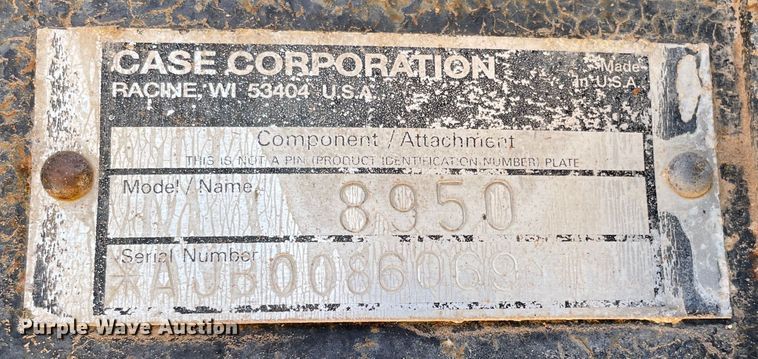 CASE CORPORATION
RACINE, WI 53404 U.S.A.
Made
in U.S.A.
Component / Attachment
THIS IS NOT A PIN (PRODUCT IDENTIFICATION NUMBER) PLATE
Model / Name 8950
Serial Number
Purple Wave Auction